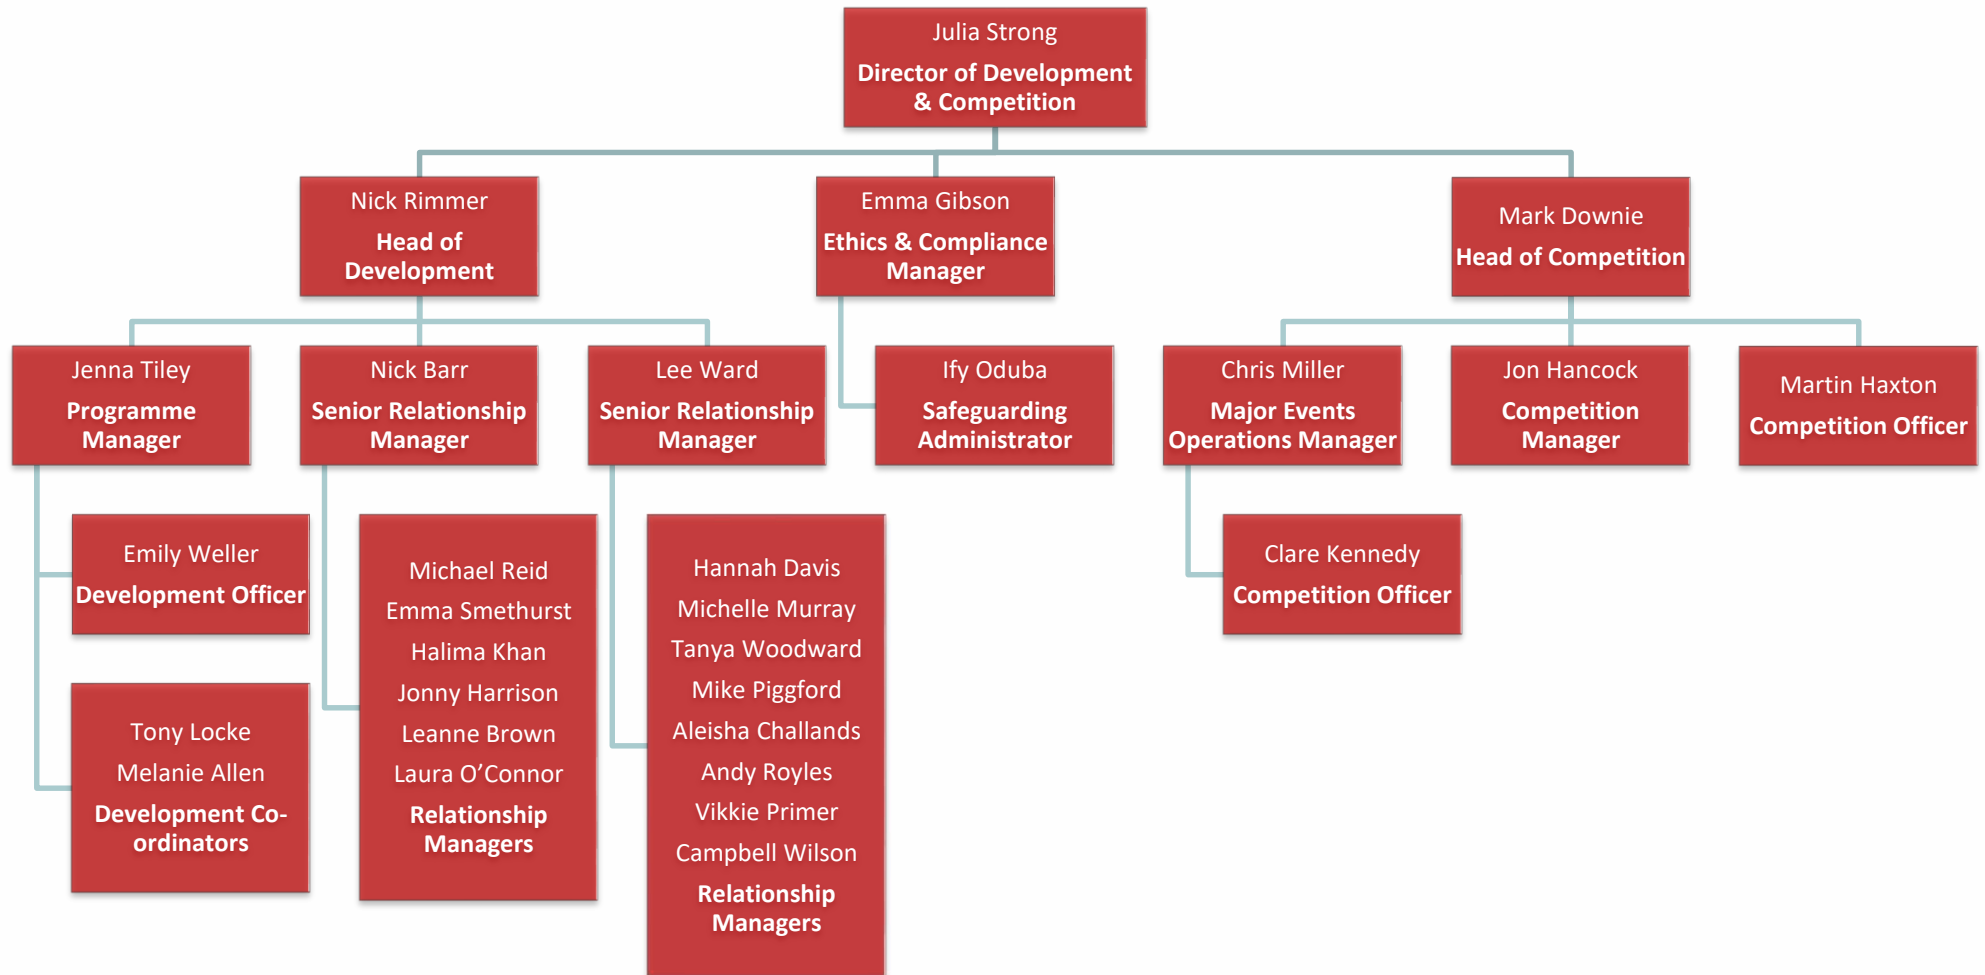 Julia Strong
Director of Development
& Competition
Nick Rimmer
Head of
Development
Emma Gibson
Ethics & Compliance
Manager
Mark Downie
Head of Competition
Jenna Tiley
Programme
Manager
Nick Barr
Senior Relationship
Manager
Lee Ward
Senior Relationship
Manager
Ify Oduba
Safeguarding
Administrator
Chris Miller
Major Events
Operations Manager
Jon Hancock
Competition
Manager
Martin Haxton
Competition Officer
Emily Weller
Development Officer
Tony Locke
Melanie Allen
Development Co-
ordinators
Michael Reid
Emma Smethurst
Halima Khan
Jonny Harrison
Leanne Brown
Laura O’Connor
Relationship
Managers
Hannah Davis
Michelle Murray
Tanya Woodward
Mike Piggford
Aleisha Challands
Andy Royles
Vikkie Primer
Campbell Wilson
Relationship
Managers
Clare Kennedy
Competition Officer